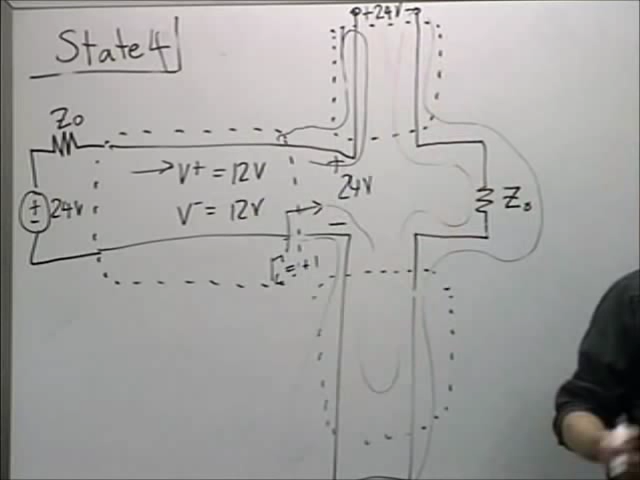 State 4
+24V-
Z0
24V
+
-
→ V+ = 12V
V- = 12V
+
24V
-
Z0
Γ = +1